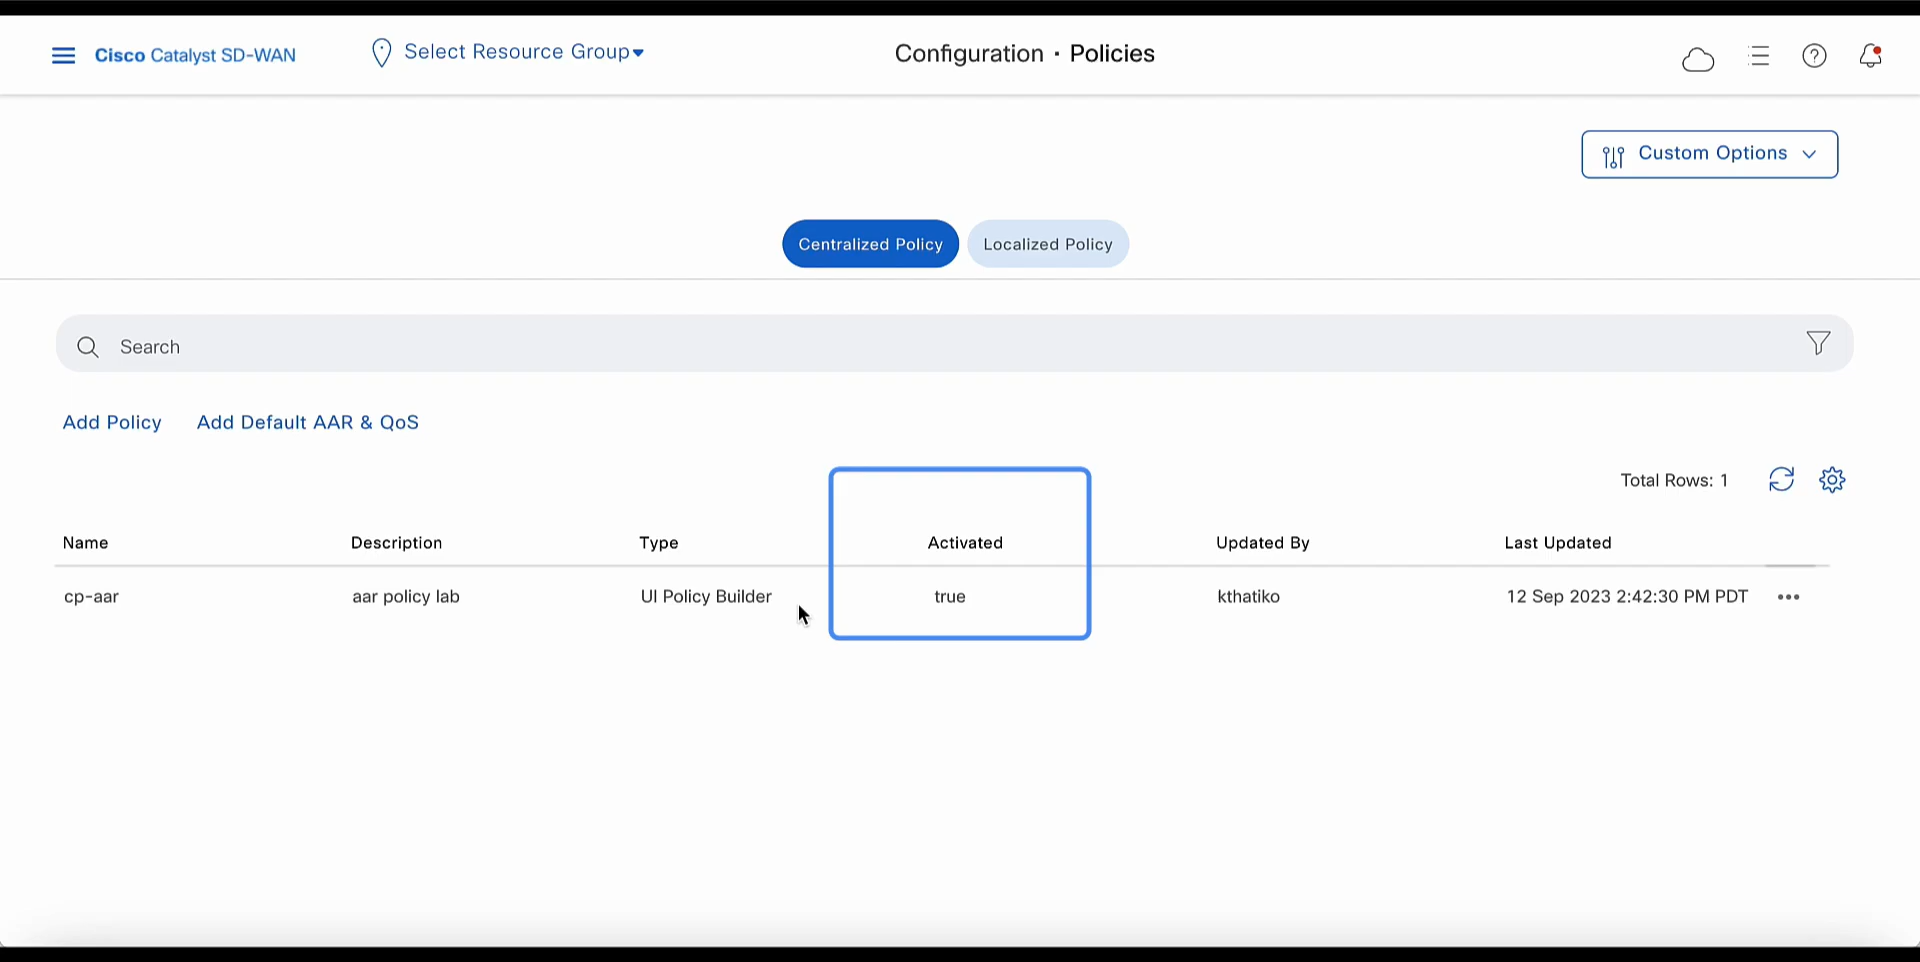 Cisco Catalyst SD-WAN
Select Resource Group
Configuration · Policies
Custom Options
Centralized Policy
Localized Policy
Search
Add Policy
Add Default AAR & QoS
Total Rows: 1
Name Description Type Activated Updated By Last Updated
cp-aar aar policy lab UI Policy Builder true kthatiko 12 Sep 2023 2:42:30 PM PDT